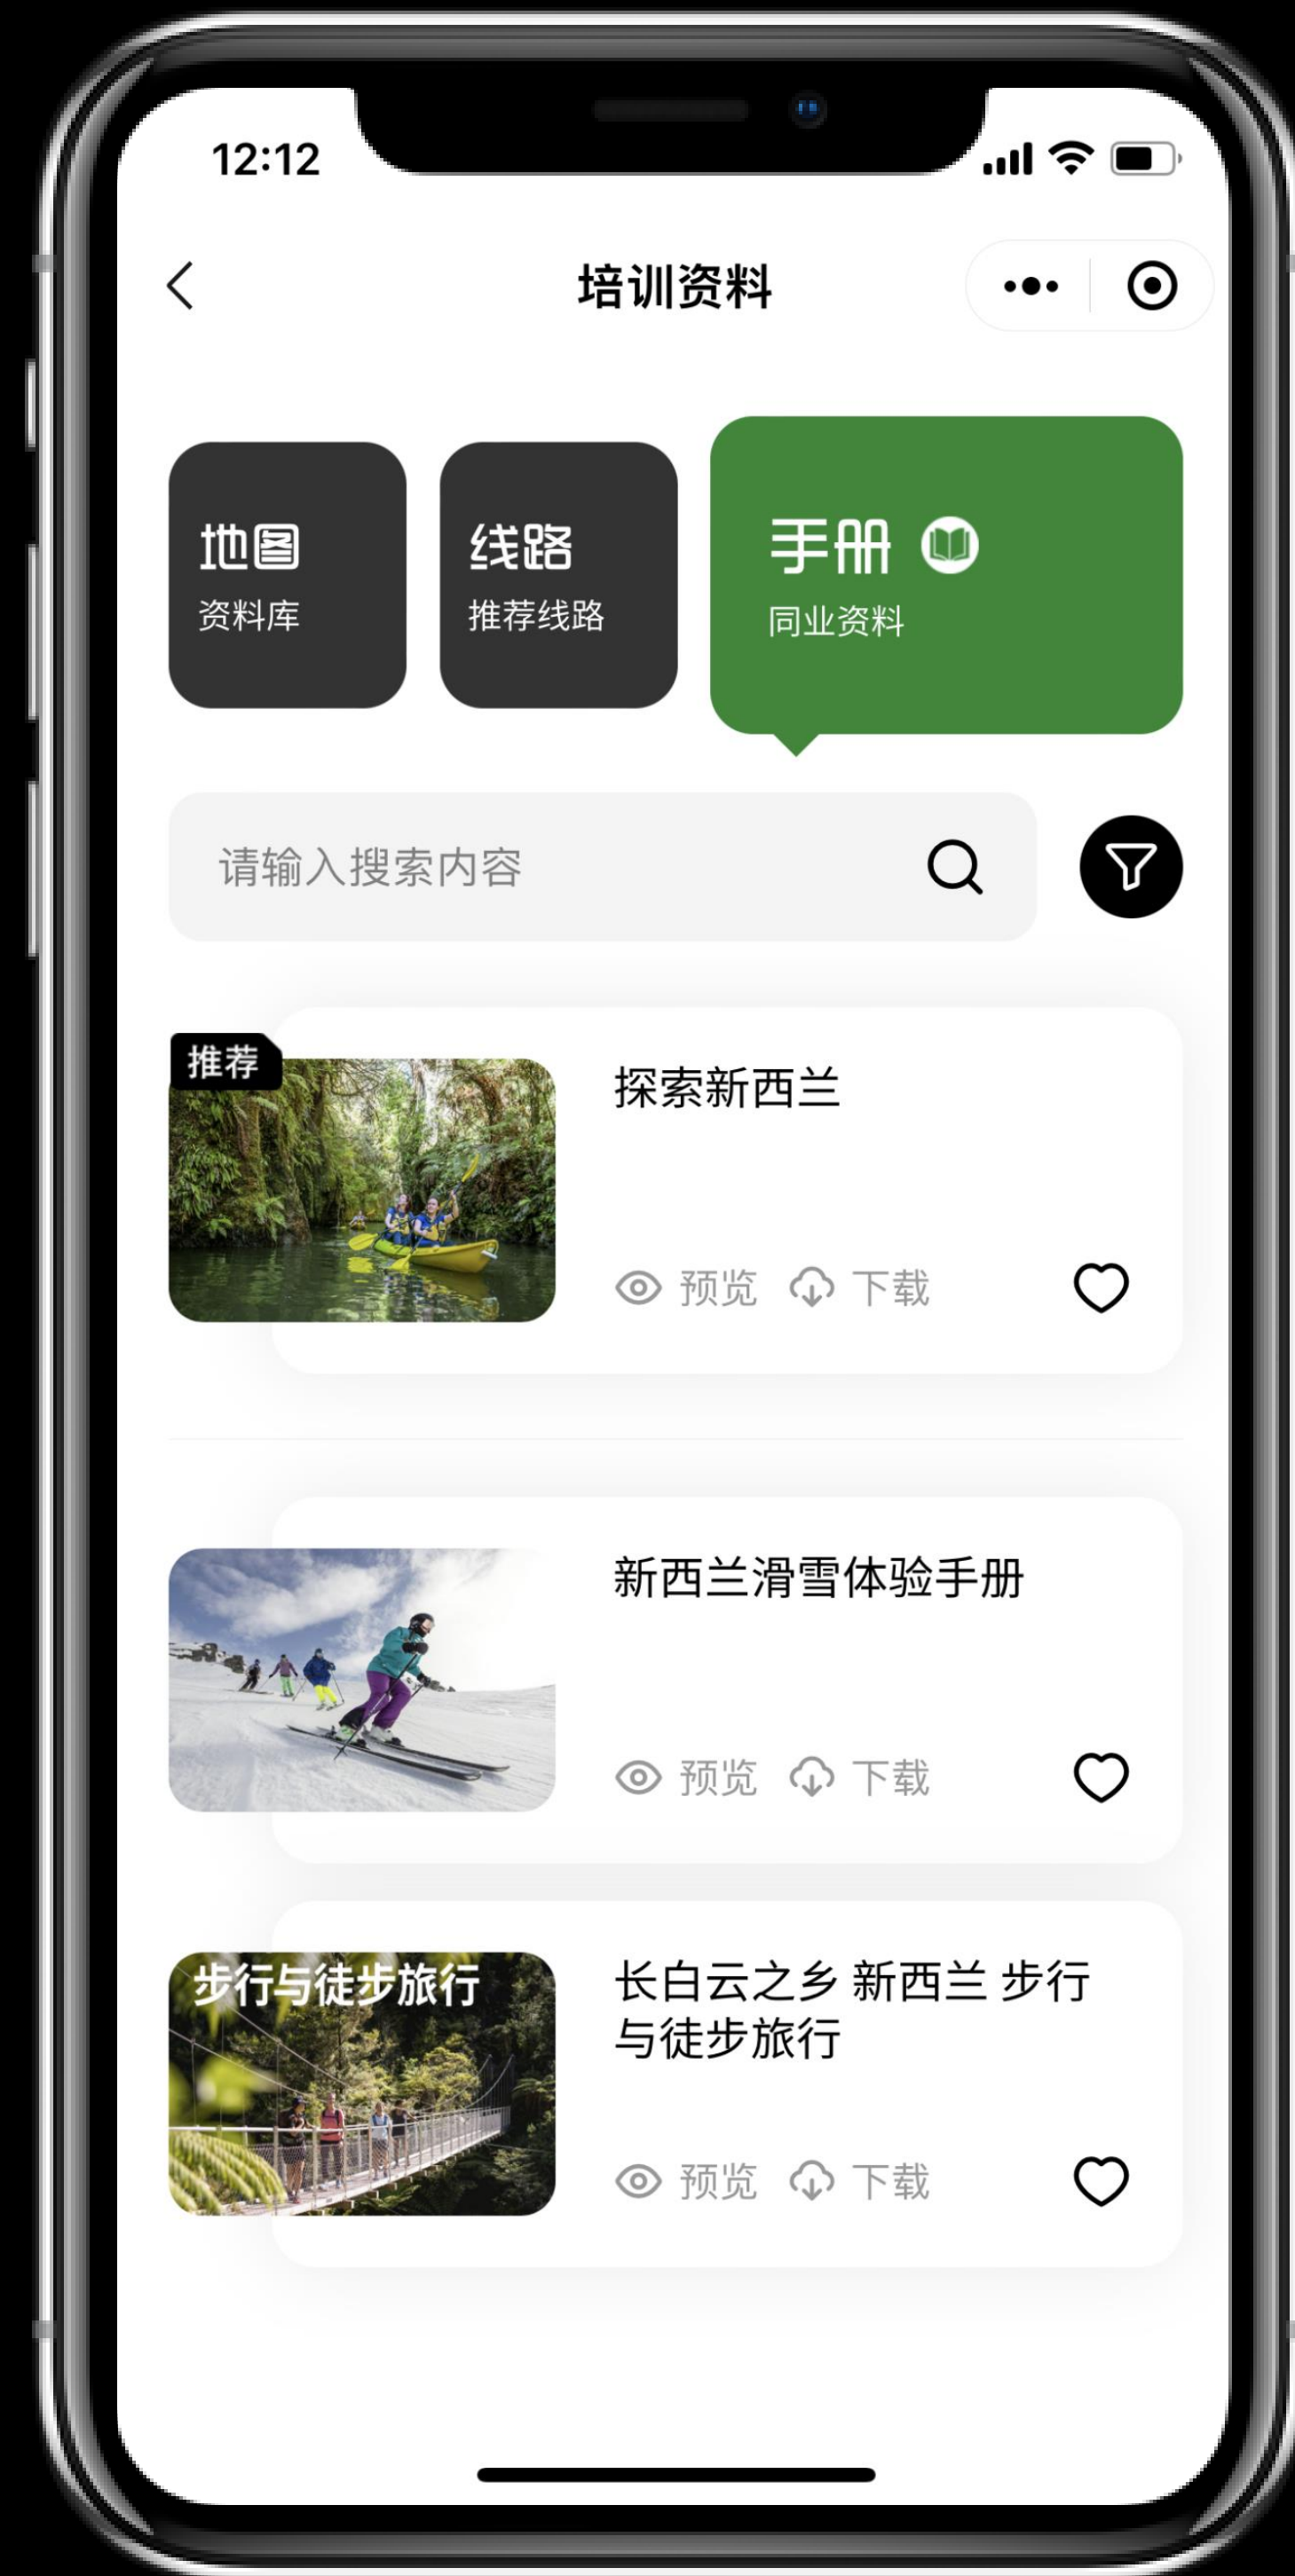 12:12
培训资料
地图
资料库
线路
推荐线路
手册
同业资料
请输入搜索内容
推荐
探索新西兰
预览 下载
新西兰滑雪体验手册
预览 下载
步行与徒步旅行
长白云之乡 新西兰 步行
与徒步旅行
预览 下载